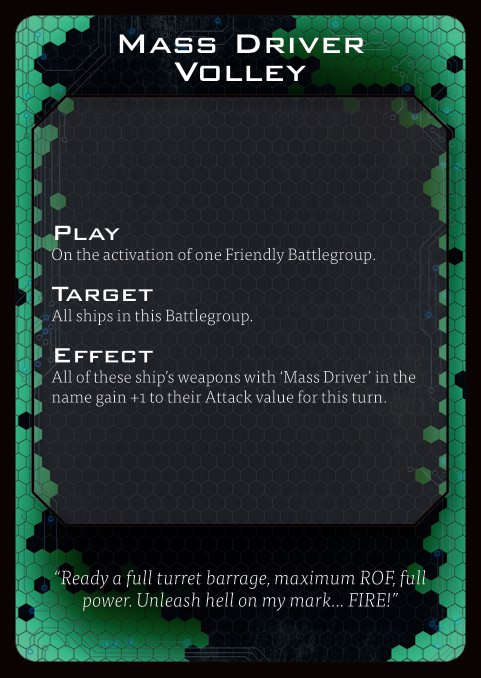 Mass Driver
Volley
Play
On the activation of one Friendly Battlegroup.
Target
All ships in this Battlegroup.
Effect
All of these ship's weapons with ‘Mass Driver’ in the
name gain +1 to their Attack value for this turn.
“Ready a full turret barrage, maximum ROF, full
power. Unleash hell on my mark... FIRE!”